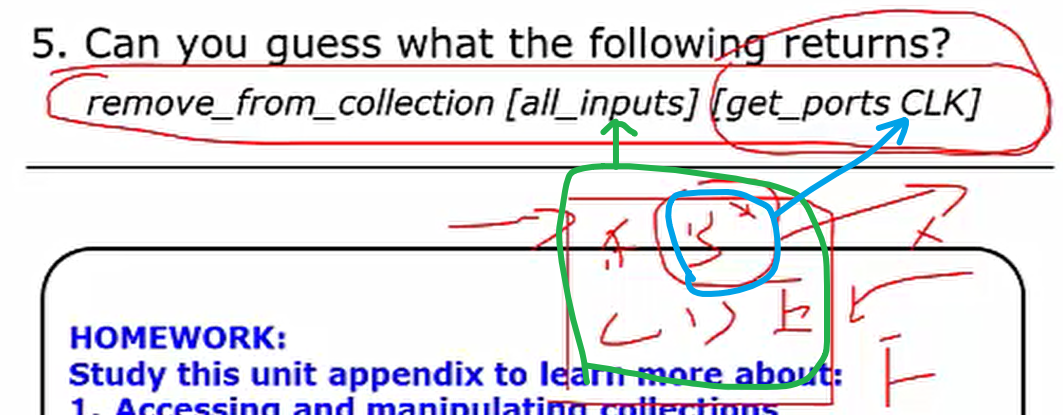 5. Can you guess what the following returns?
remove_from_collection [all_inputs] [get_ports CLK]
A B
C D E
F
HOMEWORK:
Study this unit appendix to learn more about:
1. Accessing and manipulating collections